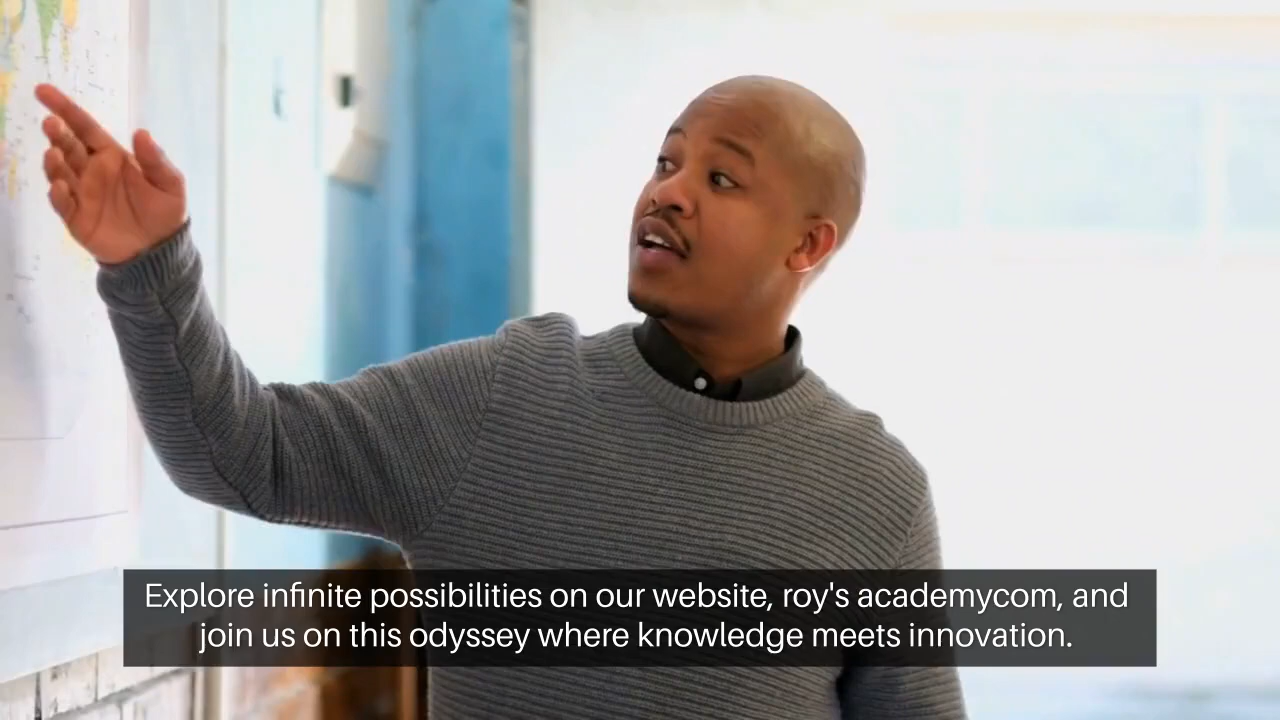 Explore infinite possibilities on our website, roy's academycom, and
join us on this odyssey where knowledge meets innovation.